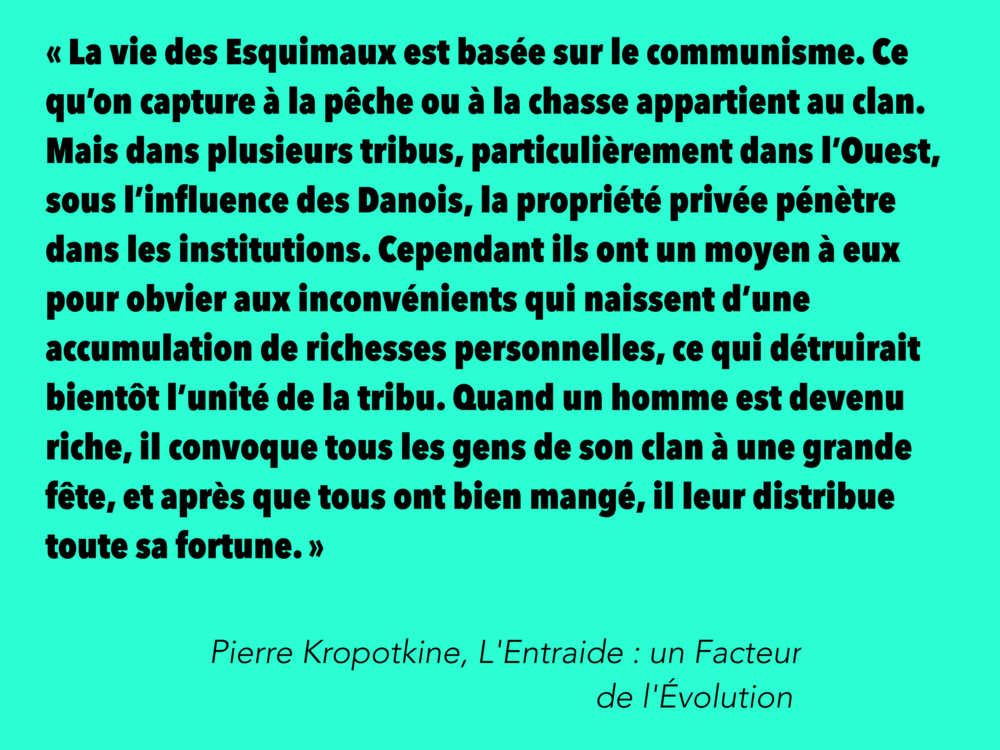 « La vie des Esquimaux est basée sur le communisme. Ce
qu’on capture à la pêche ou à la chasse appartient au clan.
Mais dans plusieurs tribus, particulièrement dans l’Ouest,
sous l’influence des Danois, la propriété privée pénètre
dans les institutions. Cependant ils ont un moyen à eux
pour obvier aux inconvénients qui naissent d’une
accumulation de richesses personnelles, ce qui détruirait
bientôt l’unité de la tribu. Quand un homme est devenu
riche, il convoque tous les gens de son clan à une grande
fête, et après que tous ont bien mangé, il leur distribue
toute sa fortune. »
Pierre Kropotkine, L'Entraide : un Facteur
de l'Évolution